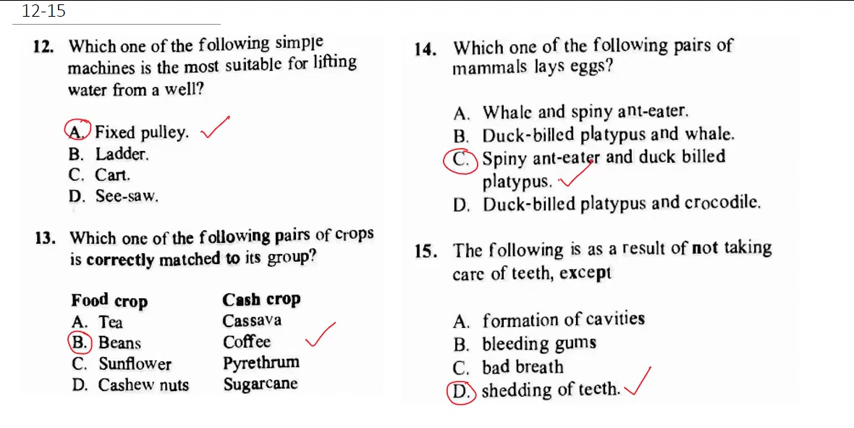 12-15
12. Which one of the following simple
machines is the most suitable for lifting
water from a well?
A. Fixed pulley.
B. Ladder.
C. Cart.
D. See-saw.
13. Which one of the following pairs of crops
is correctly matched to its group?
Food crop Cash crop
A. Tea Cassava
B. Beans Coffee
C. Sunflower Pyrethrum
D. Cashew nuts Sugarcane
14. Which one of the following pairs of
mammals lays eggs?
A. Whale and spiny ant-eater.
B. Duck-billed platypus and whale.
C. Spiny ant-eater and duck billed
platypus.
D. Duck-billed platypus and crocodile.
15. The following is as a result of not taking
care of teeth, except
A. formation of cavities
B. bleeding gums
C. bad breath
D. shedding of teeth.